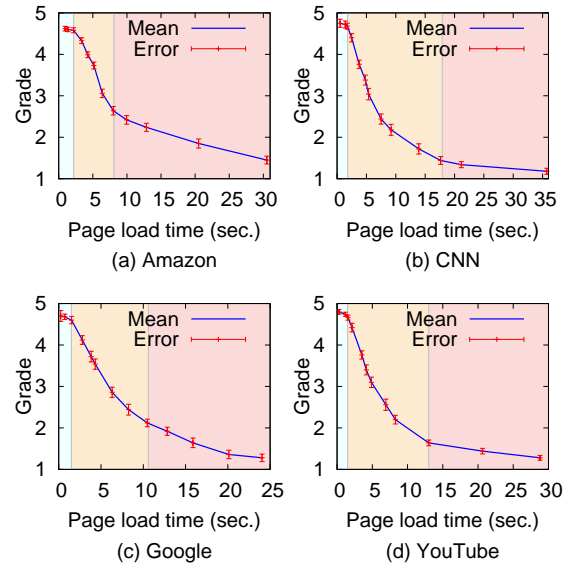 Mean
Error
Grade
5
4
3
2
1
0 5 10 15 20 25 30
Page load time (sec.)
(a) Amazon
Mean
Error
Grade
5
4
3
2
1
0 5 10 15 20 25 30 35
Page load time (sec.)
(b) CNN
Mean
Error
Grade
5
4
3
2
1
0 5 10 15 20 25
Page load time (sec.)
(c) Google
Mean
Error
Grade
5
4
3
2
1
0 5 10 15 20 25 30
Page load time (sec.)
(d) YouTube